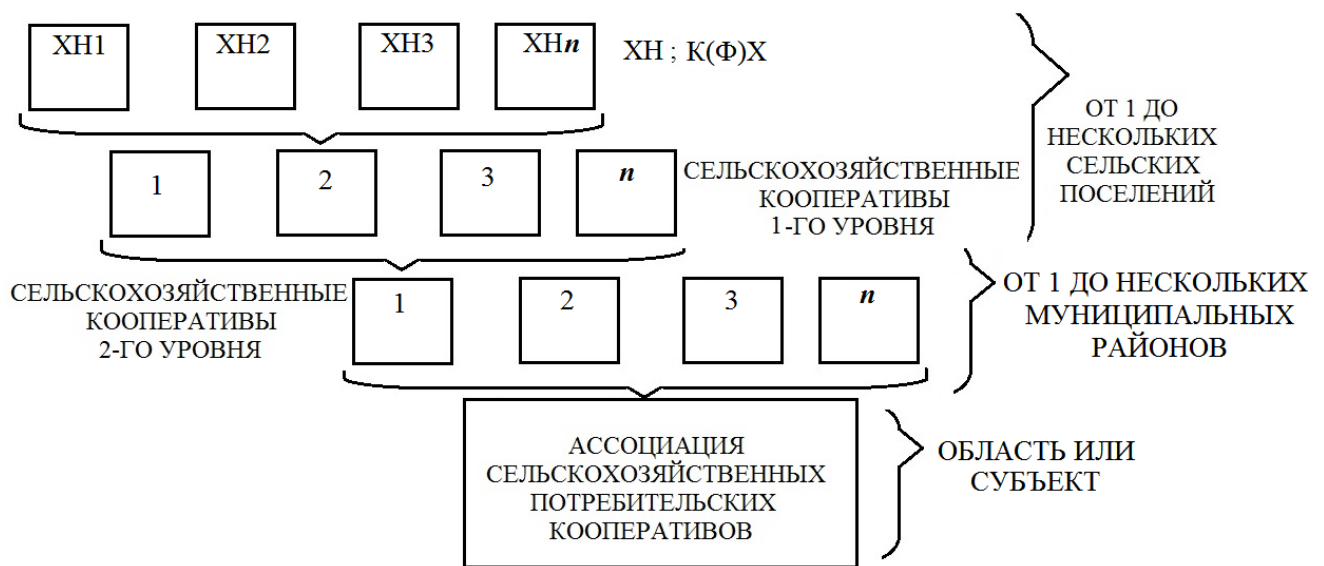 ХН1
ХН2
ХН3
ХНn
ХН ; К(Ф)Х
ОТ 1 ДО
НЕСКОЛЬКИХ
СЕЛЬСКИХ
ПОСЕЛЕНИЙ
1
2
3
n
СЕЛЬСКОХОЗЯЙСТВЕННЫЕ
КООПЕРАТИВЫ
1-ГО УРОВНЯ
СЕЛЬСКОХОЗЯЙСТВЕННЫЕ
КООПЕРАТИВЫ
2-ГО УРОВНЯ
1
2
3
n
ОТ 1 ДО НЕСКОЛЬКИХ
МУНИЦИПАЛЬНЫХ
РАЙОНОВ
АССОЦИАЦИЯ
СЕЛЬСКОХОЗЯЙСТВЕННЫХ
ПОТРЕБИТЕЛЬСКИХ
КООПЕРАТИВОВ
ОБЛАСТЬ ИЛИ
СУБЪЕКТ